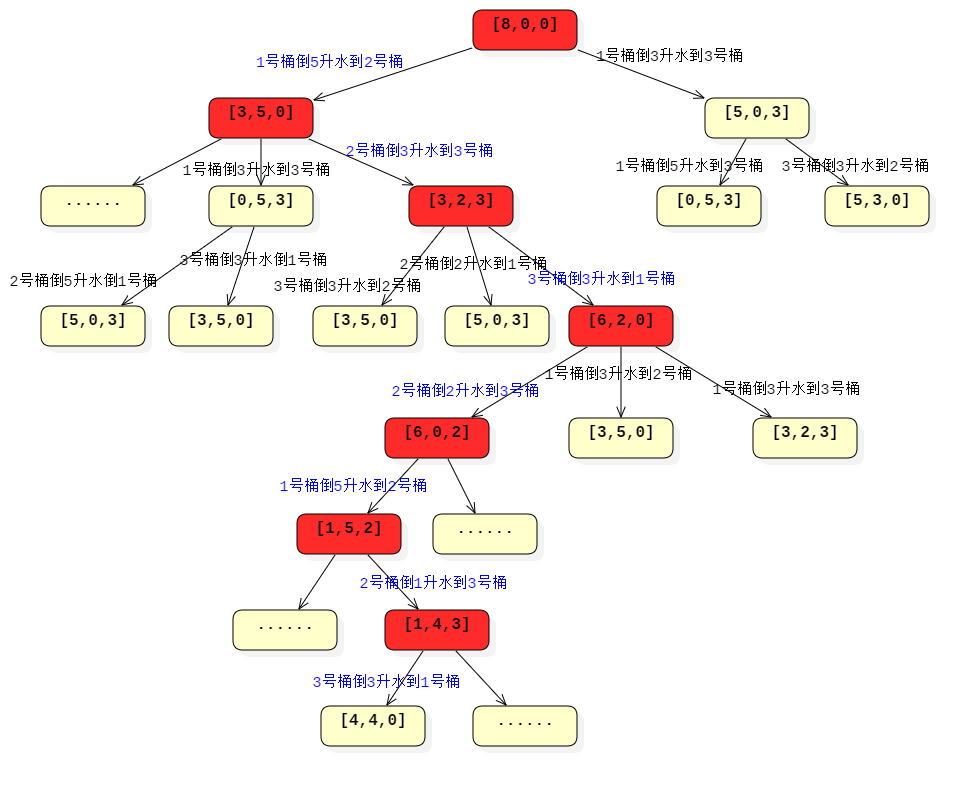 [8,0,0]
1号桶倒5升水到2号桶
1号桶倒3升水到3号桶
[3,5,0]
[5,0,3]
2号桶倒3升水到3号桶
1号桶倒3升水到3号桶
1号桶倒5升水到3号桶
3号桶倒3升水到2号桶
......
[0,5,3]
[3,2,3]
[0,5,3]
[5,3,0]
2号桶倒5升水倒1号桶
3号桶倒3升水倒1号桶
3号桶倒3升水到2号桶
2号桶倒2升水到1号桶
3号桶倒3升水到1号桶
[5,0,3]
[3,5,0]
[3,5,0]
[5,0,3]
[6,2,0]
2号桶倒2升水到3号桶
1号桶倒3升水到2号桶
1号桶倒3升水到3号桶
[6,0,2]
[3,5,0]
[3,2,3]
1号桶倒5升水到2号桶
[1,5,2]
......
2号桶倒1升水到3号桶
......
[1,4,3]
3号桶倒3升水到1号桶
[4,4,0]
......